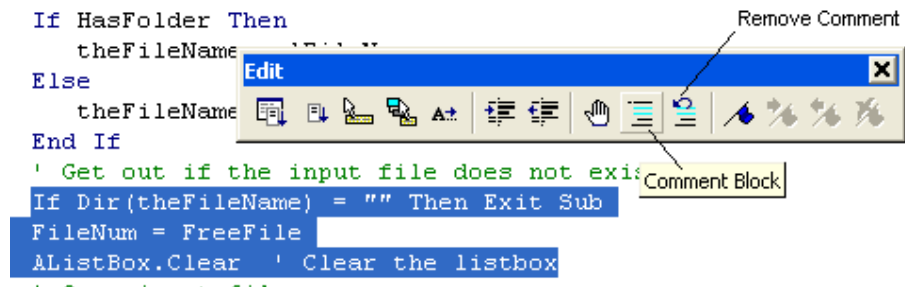 If HasFolder Then
Remove Comment
theFileName
Edit
Else
theFileName
End If
' Get out if the input file does not exis
Comment Block
If Dir(theFileName) = "" Then Exit Sub
FileNum = FreeFile
AListBox.Clear ' Clear the listbox